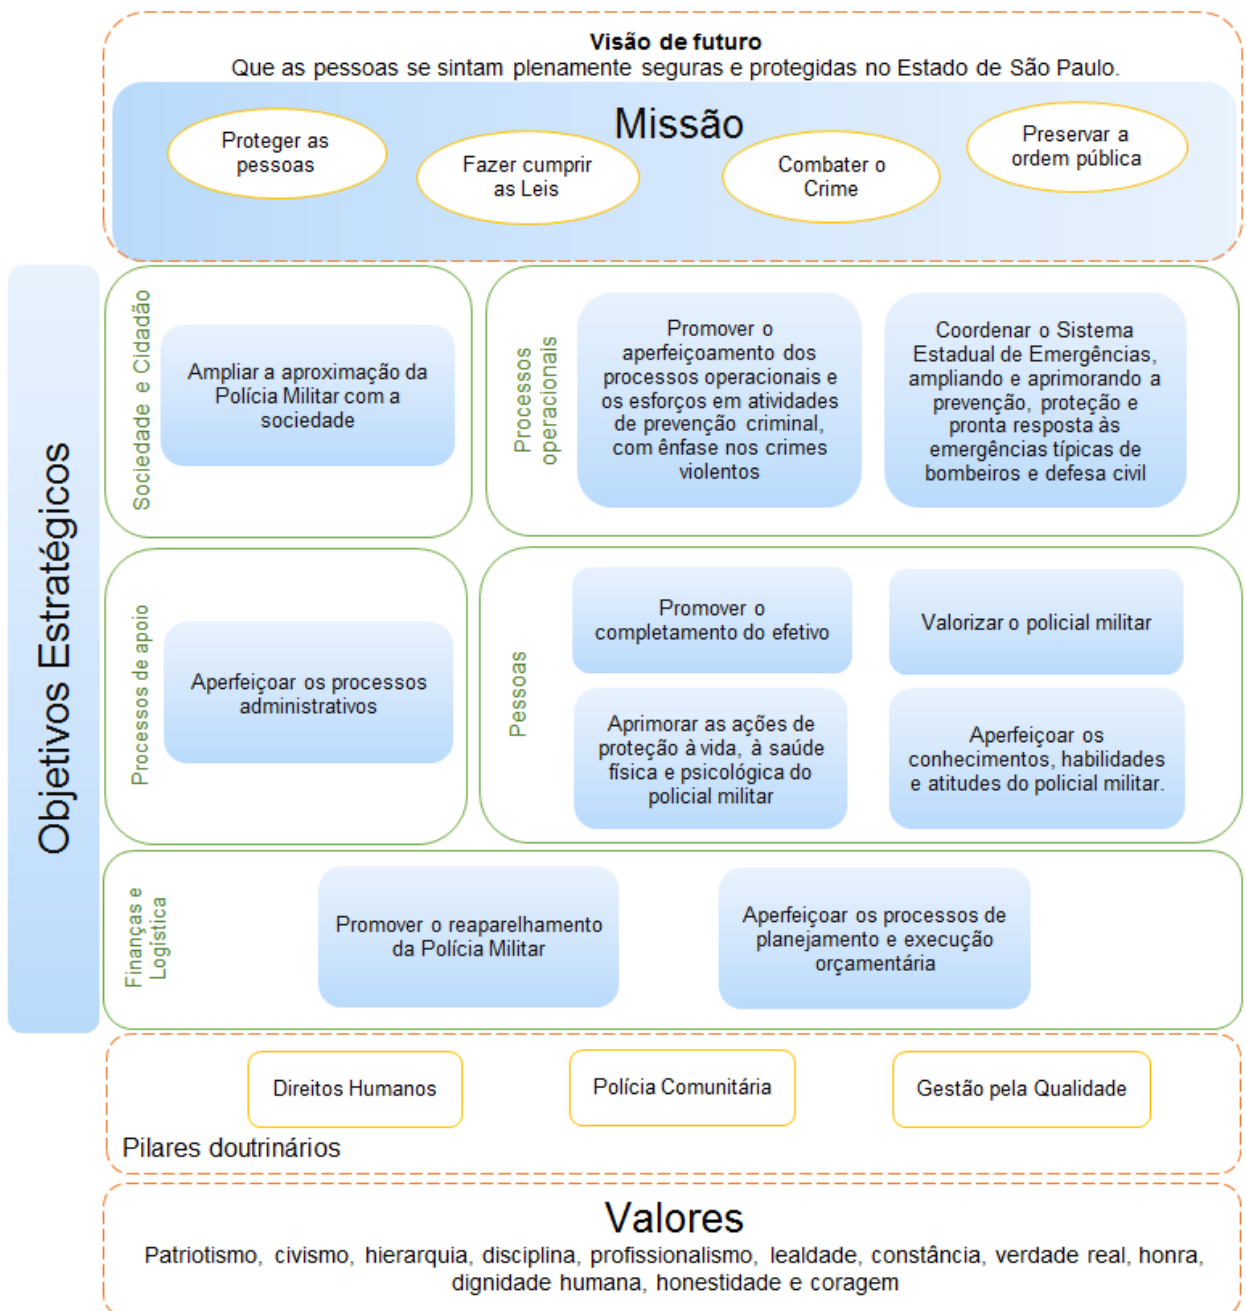 Visão de futuro
Que as pessoas se sintam plenamente seguras e protegidas no Estado de São Paulo.
Missão
Proteger as
pessoas
Fazer cumprir
as Leis
Combater o
Crime
Preservar a
ordem pública
Objetivos Estratégicos
Sociedade e Cidadão
Ampliar a aproximação da
Polícia Militar com a
sociedade
Processos
operacionais
Promover o
aperfeiçoamento dos
processos operacionais e
os esforços em atividades
de prevenção criminal,
com ênfase nos crimes
violentos
Coordenar o Sistema
Estadual de Emergências,
ampliando e aprimorando a
prevenção, proteção e
pronta resposta às
emergências típicas de
bombeiros e defesa civil
Processos de apoio
Aperfeiçoar os processos
administrativos
Pessoas
Promover o
completamento do efetivo
Valorizar o policial militar
Aprimorar as ações de
proteção à vida, à saúde
física e psicológica do
policial militar
Aperfeiçoar os
conhecimentos, habilidades
e atitudes do policial militar.
Finanças e
Logística
Promover o reaparelhamento
da Polícia Militar
Aperfeiçoar os processos de
planejamento e execução
orçamentária
Direitos Humanos
Polícia Comunitária
Gestão pela Qualidade
Pilares doutrinários
Valores
Patriotismo, civismo, hierarquia, disciplina, profissionalismo, lealdade, constância, verdade real, honra,
dignidade humana, honestidade e coragem